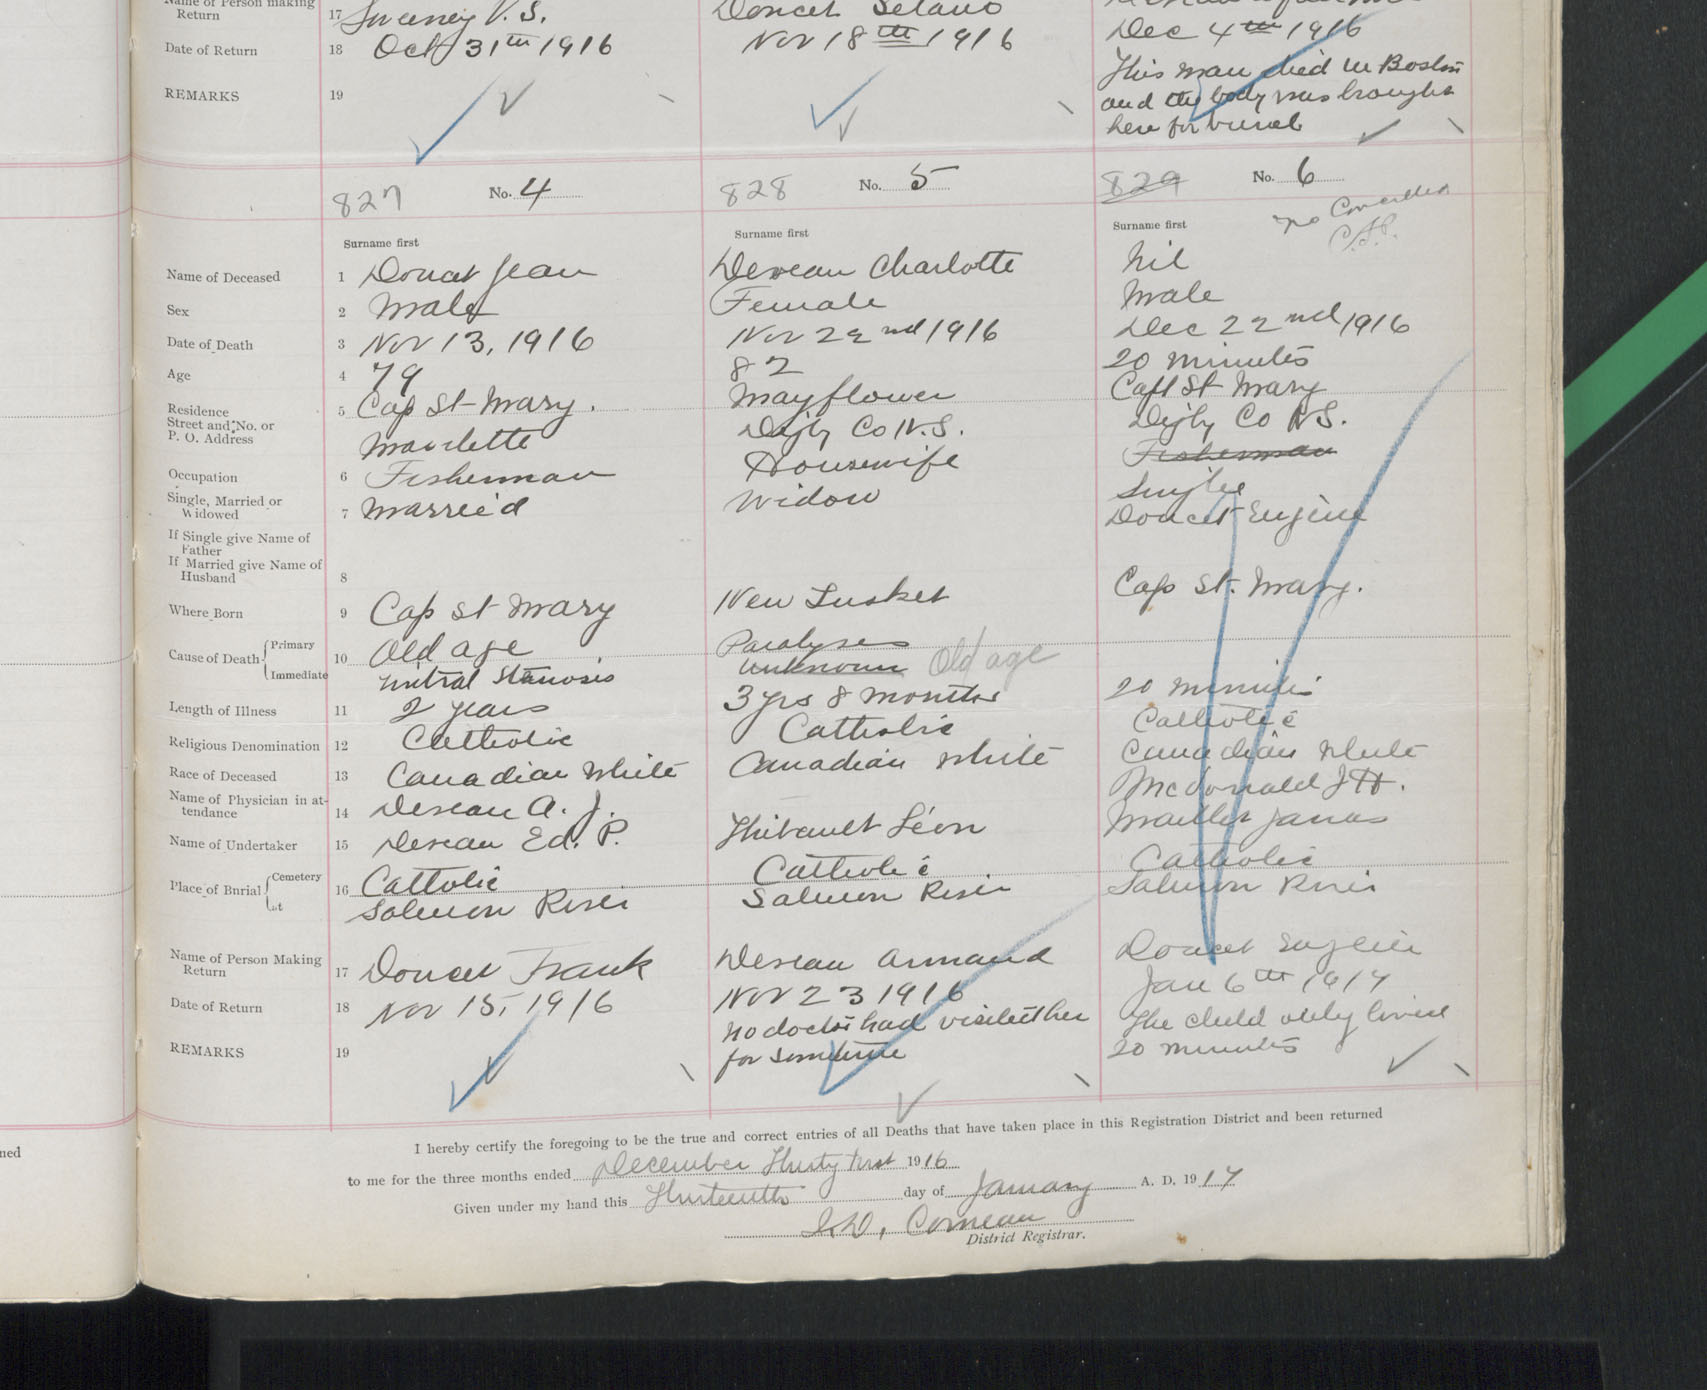 Name of Person making
Return 17 Sweeney V. S. Doucet
Date of Return 18 Oct 31th 1916 Nov 18th 1916 Dec 4th 1916
This man died in Boston
REMARKS 19 and the body was brought
here for burial
827 No. 4 828 No. 5 829 No. 6
no
Surname first Surname first Surname first
Name of Deceased 1 Doucet Jean Deveau Charlotte Nil
Sex 2 Male Female Male
Date of Death 3 Nov 13, 1916 Nov 22nd 1916 Dec 22nd 1916
Age 4 79 82 20 minutes
Residence 5 Cap St Mary. Mayflower Cap St Mary
Street and No. or
P. O. Address Mavilette Digby Co N.S. Digby Co N S.
Occupation 6 Fisherman Housewife Fisherman
Single, Married or
Widowed 7 Married Widow Single
If Single give Name of
Father Doucet Eugene
If Married give Name of
Husband 8
Where Born 9 Cap St Mary New Tusket Cap St. Mary.
Cause of Death Primary 10 Old age Paralyses
Immediate mitral Stenosis unknown Old age
Length of Illness 11 2 years 3 yrs 8 months 20 minutes
Religious Denomination 12 Catholic Catholic Catholic
Race of Deceased 13 Canadian White Canadian White Canadian White
Name of Physician in at-
tendance 14 Deveau A. J. McDonald J H.
Name of Undertaker 15 Deveau Ed. P. Thibault Léon
Place of Burial Cemetery 16 Catholic Catholic Catholic
Lot Salmon River Salmon River Salmon River
Name of Person Making
Return 17 Doucet Frank Deveau Armand Doucet Eugene
Date of Return 18 Nov 15, 1916 Nov 23 1916 Jan 6th 1917
REMARKS 19 no doctor had visited her The child only lived
for sometime 20 minutes
I hereby certify the foregoing to be the true and correct entries of all Deaths that have taken place in this Registration District and been returned
to me for the three months ended December Thirty first 1916
Given under my hand this Thirteenth day of January A. D. 1917
Comeau
District Registrar.
ned